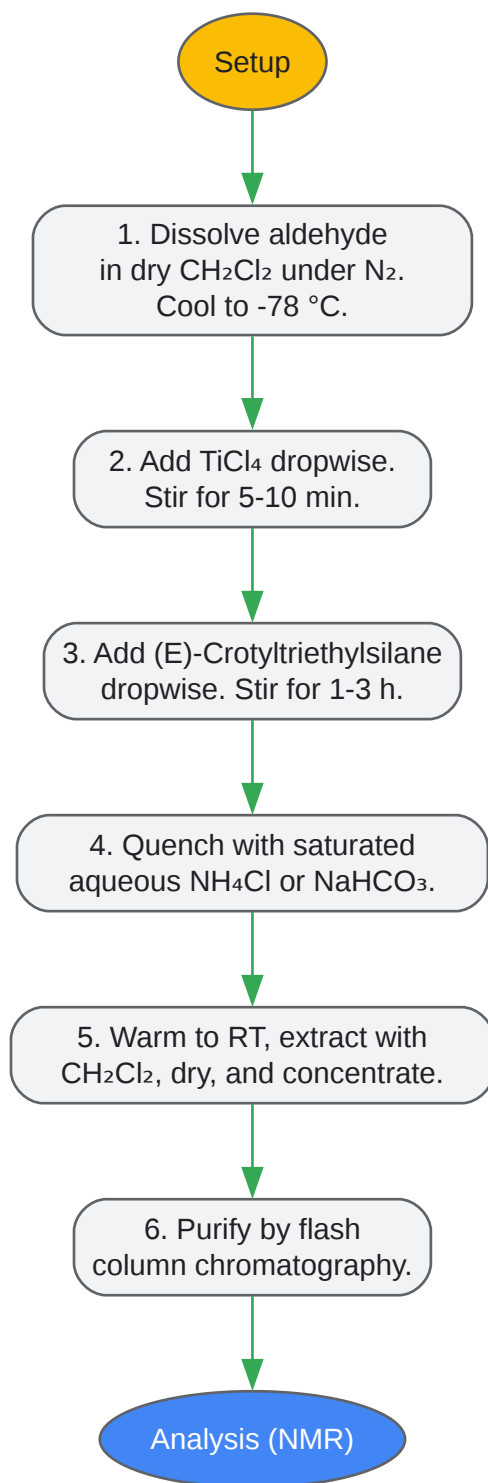 Setup
1. Dissolve aldehyde
in dry CH₂Cl₂ under N₂.
Cool to -78 °C.
2. Add TiCl₄ dropwise.
Stir for 5-10 min.
3. Add (E)-Crotyltriethylsilane
dropwise. Stir for 1-3 h.
4. Quench with saturated
aqueous NH₄Cl or NaHCO₃.
5. Warm to RT, extract with
CH₂Cl₂, dry, and concentrate.
6. Purify by flash
column chromatography.
Analysis (NMR)